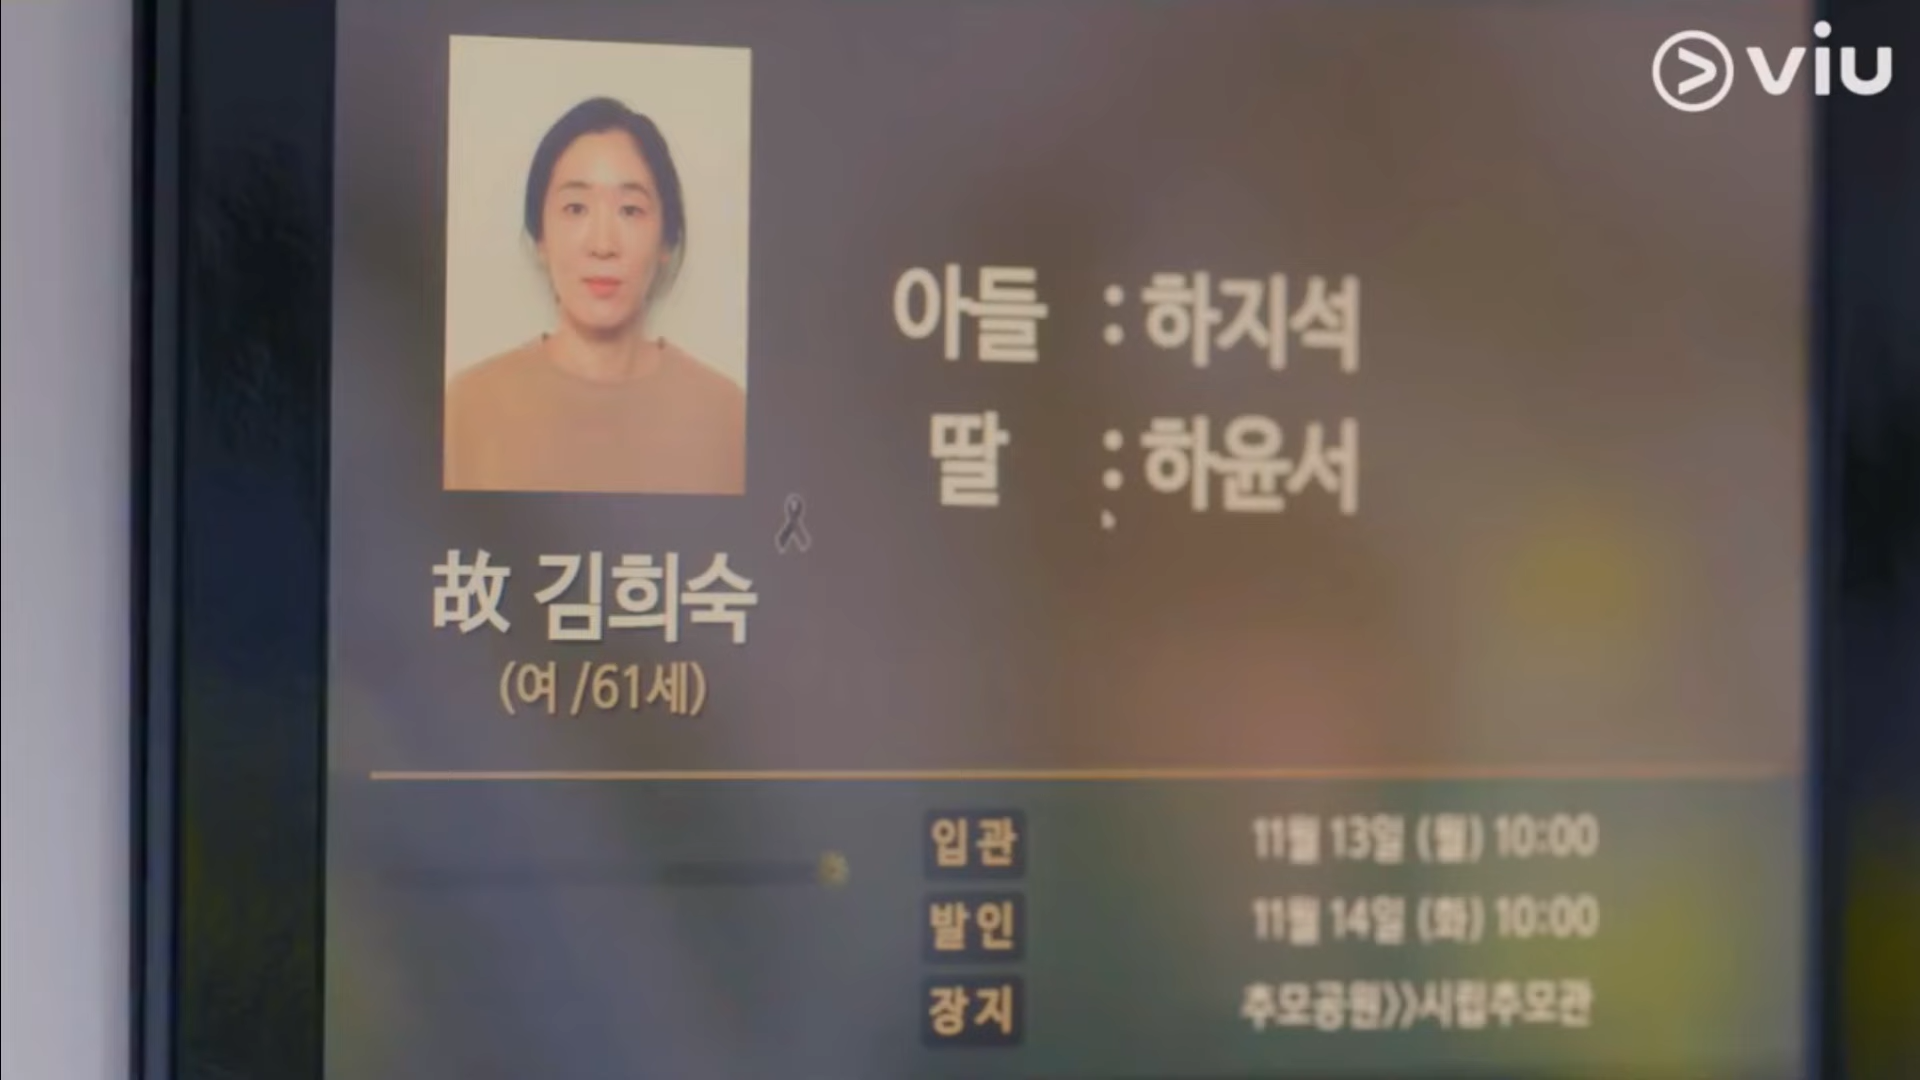 viu
아들 : 하지석
딸 : 하윤서
故 김희숙
(여 /61세)
입관 11월 13일 (월) 10:00
발인 11월 14일 (화) 10:00
장지 추모공원>>시립추모관